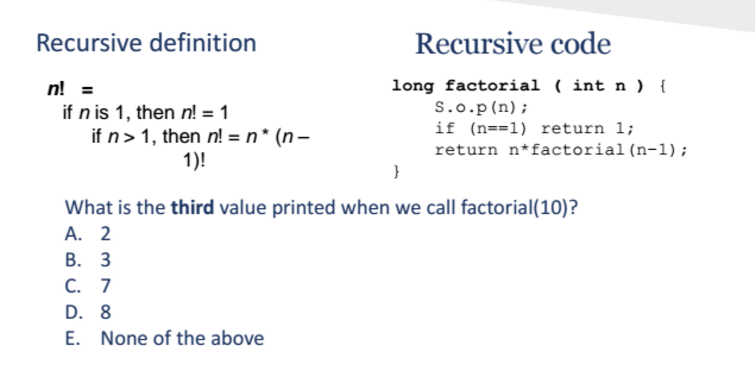 Recursive definition
n! =
if n is 1, then n! = 1
if n > 1, then n! = n * (n –
1)!
Recursive code
long factorial ( int n ) {
S.o.p(n);
if (n==1) return 1;
return n*factorial(n-1);
}
What is the third value printed when we call factorial(10)?
A. 2
B. 3
C. 7
D. 8
E. None of the above